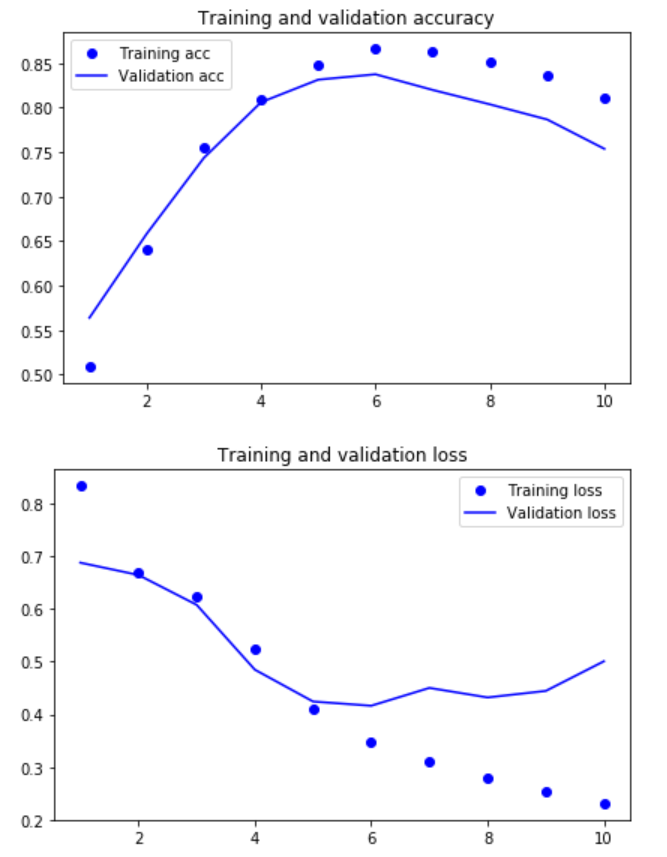 Training and validation accuracy
Training acc
Validation acc
0.85
0.80
0.75
0.70
0.65
0.60
0.55
0.50
2 4 6 8 10
Training and validation loss
Training loss
Validation loss
0.8
0.7
0.6
0.5
0.4
0.3
0.2
2 4 6 8 10